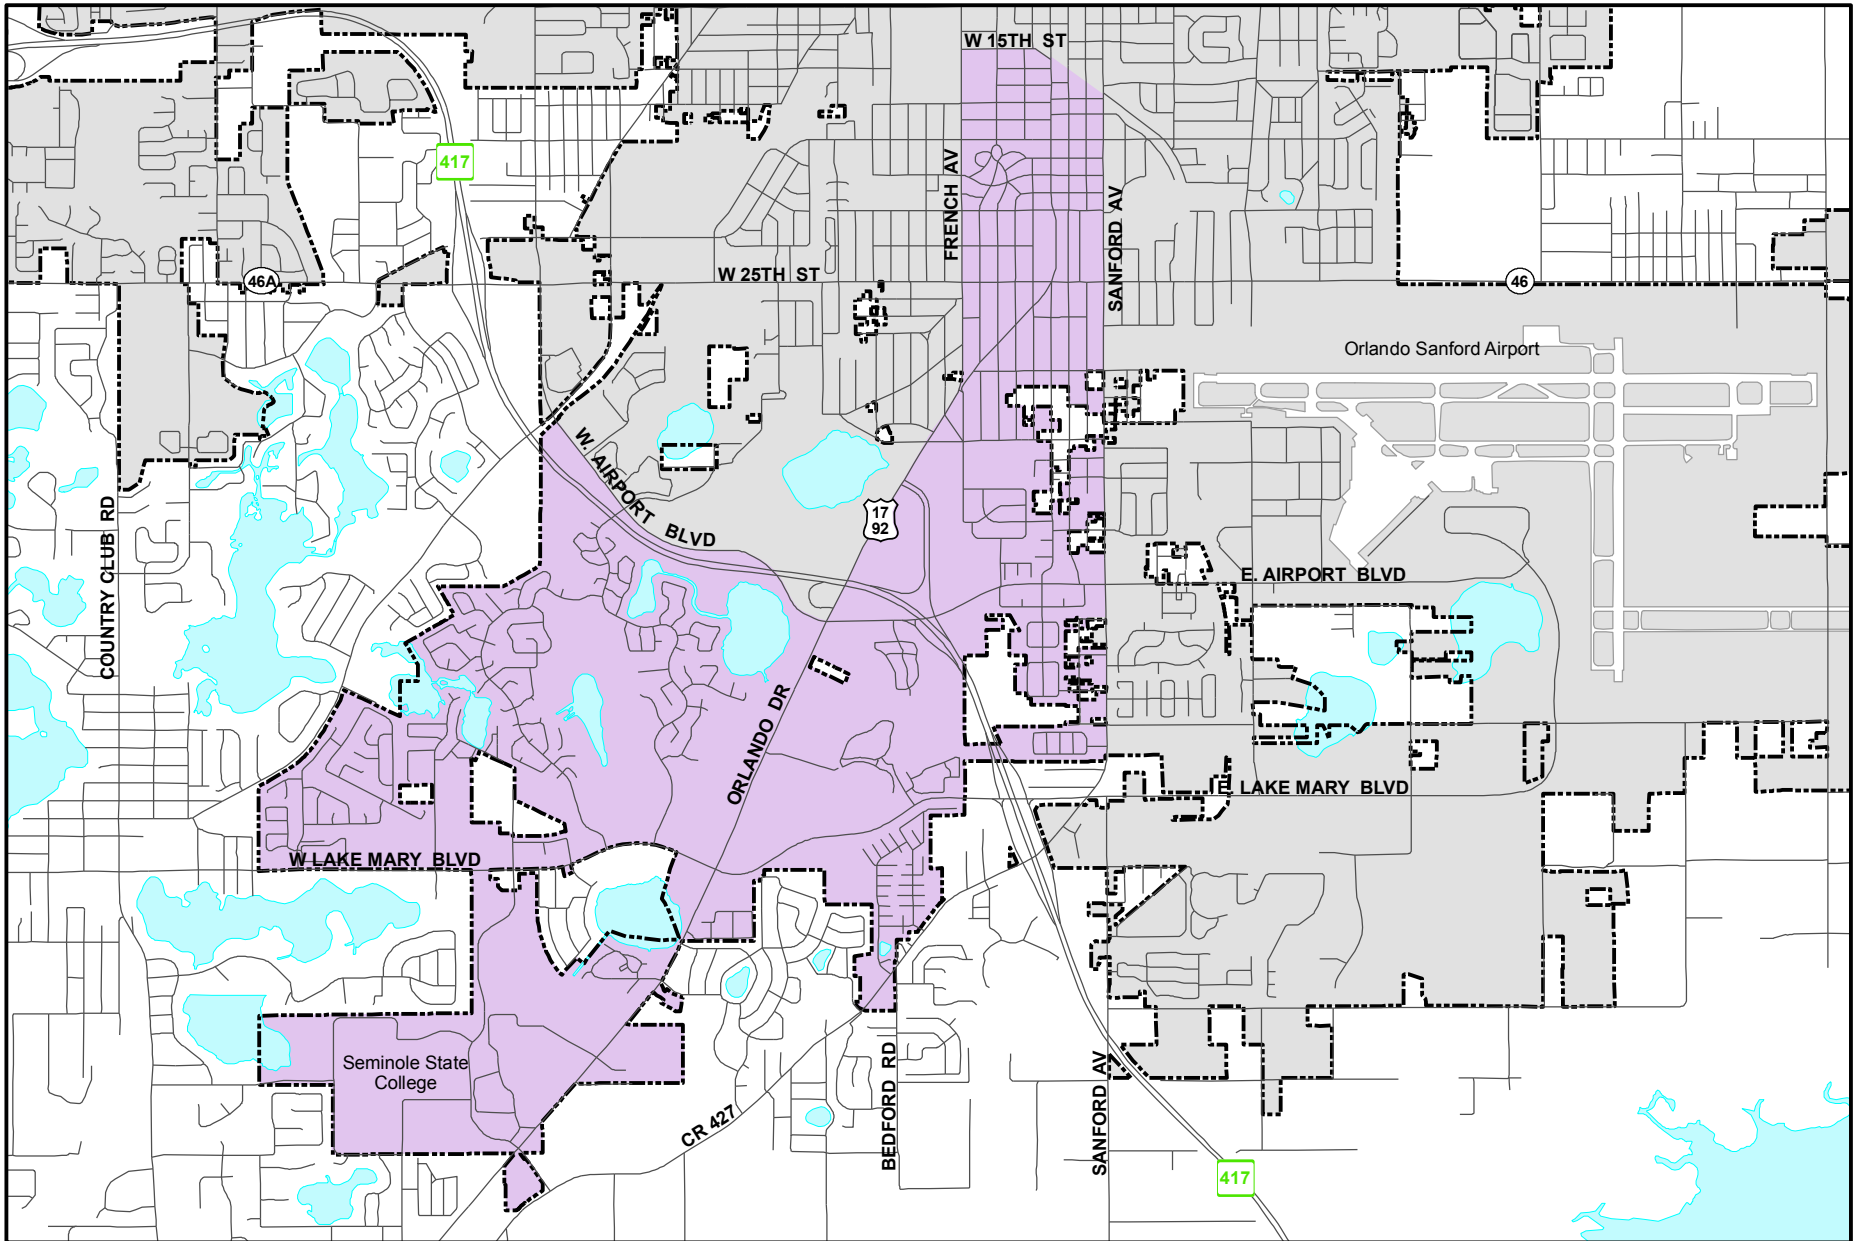 W 15TH ST
417
FRENCH AV
SANFORD AV
W 25TH ST
46A
46
Orlando Sanford Airport
W. AIRPORT BLVD
17
92
COUNTRY CLUB RD
E. AIRPORT BLVD
ORLANDO DR
E. LAKE MARY BLVD
W LAKE MARY BLVD
Seminole State
College
CR 427
BEDFORD RD
SANFORD AV
417